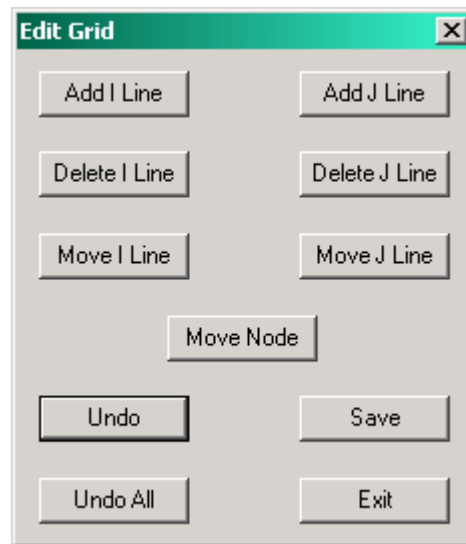 Edit Grid
Add I Line
Add J Line
Delete I Line
Delete J Line
Move I Line
Move J Line
Move Node
Undo
Save
Undo All
Exit